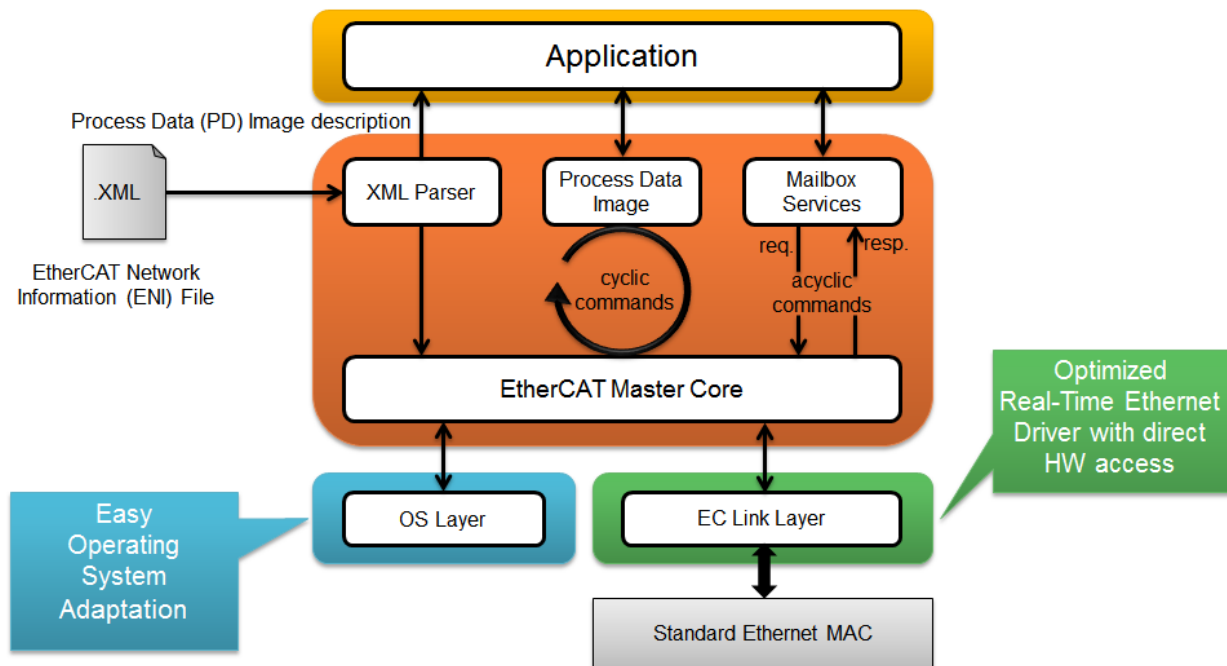 Application
Process Data (PD) Image description
.XML
XML Parser
Process Data
Image
Mailbox
Services
req.
resp.
cyclic
commands
acyclic
commands
EtherCAT Network
Information (ENI) File
EtherCAT Master Core
Optimized
Real-Time Ethernet
Driver with direct
HW access
Easy
Operating
System
Adaptation
OS Layer
EC Link Layer
Standard Ethernet MAC